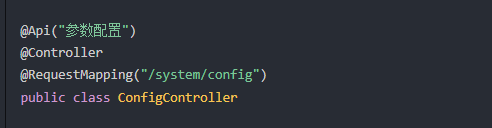 @Api("参数配置")
@Controller
@RequestMapping("/system/config")
public class ConfigController